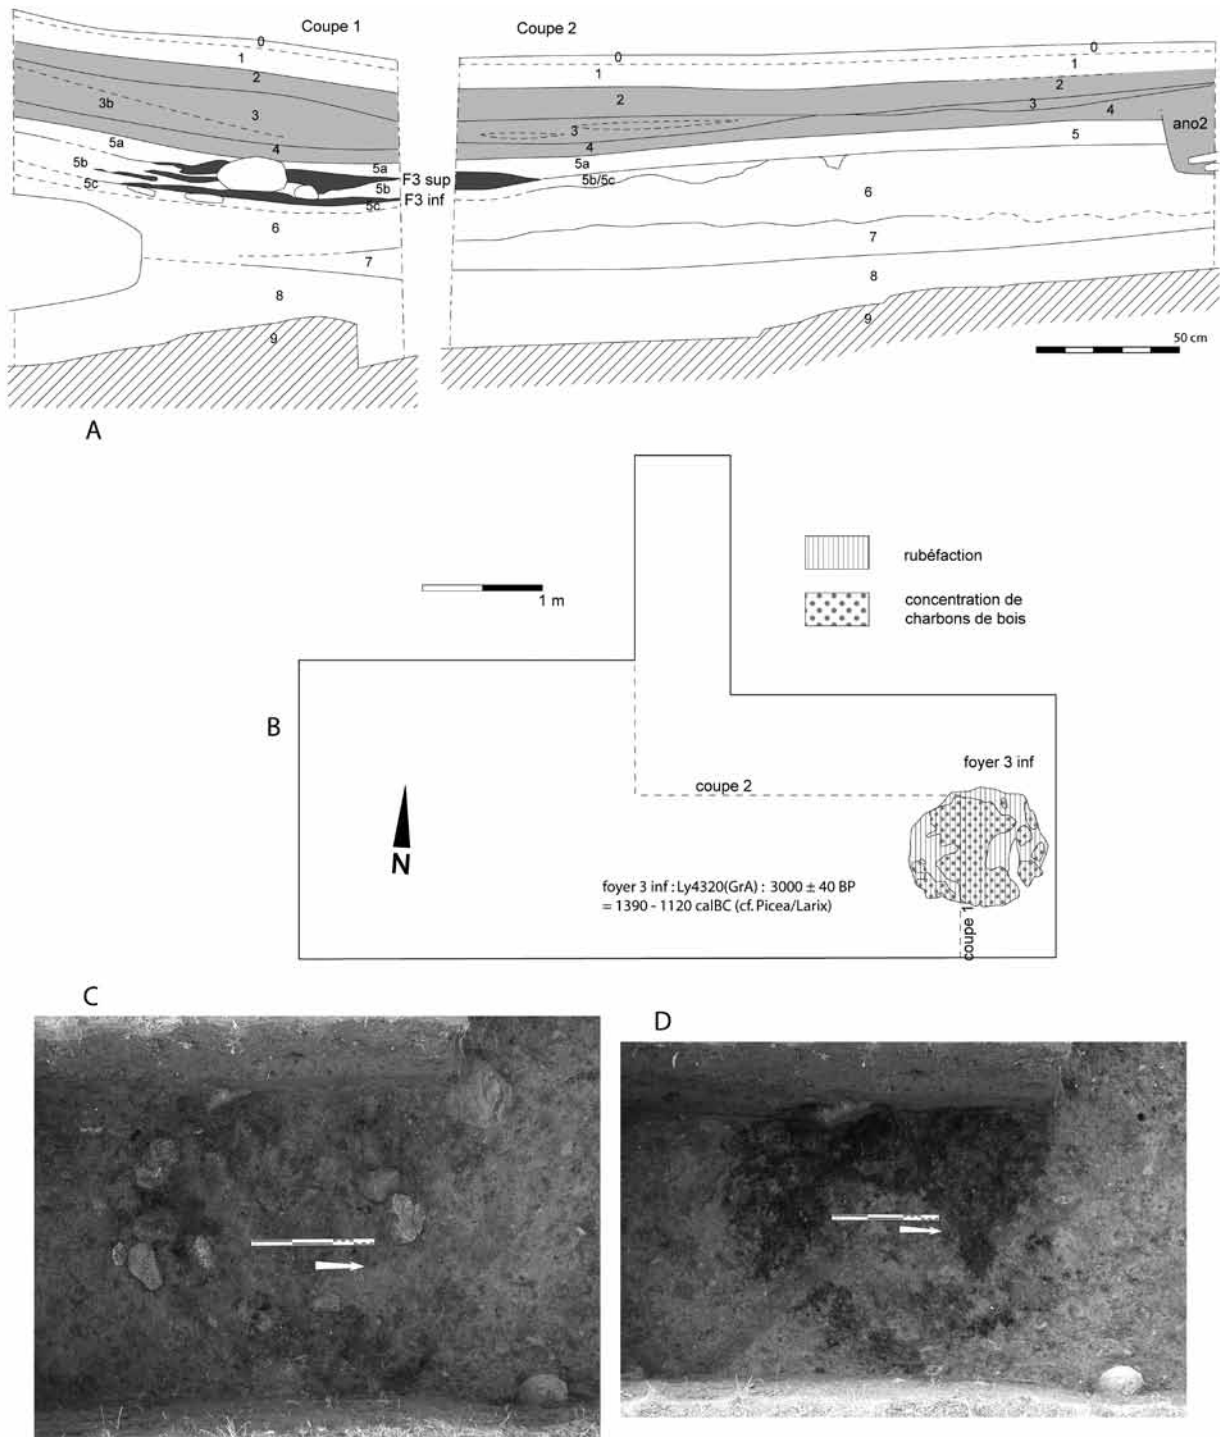 Coupe 1
Coupe 2
0
1
2
3b
3
4
5a
5a
5b
5b
5c
5c
F3 sup
F3 inf
6
7
8
9
0
0
1
1
2
2
3
3
4
4
5
5a
5b/5c
6
7
8
9
ano2
50 cm
A
rubéfaction
concentration de
charbons de bois
1 m
B
foyer 3 inf
coupe 2
N
foyer 3 inf : Ly4320(GrA) : 3000 ± 40 BP
= 1390 - 1120 calBC (cf. Picea/Larix)
coupe 1
C
D